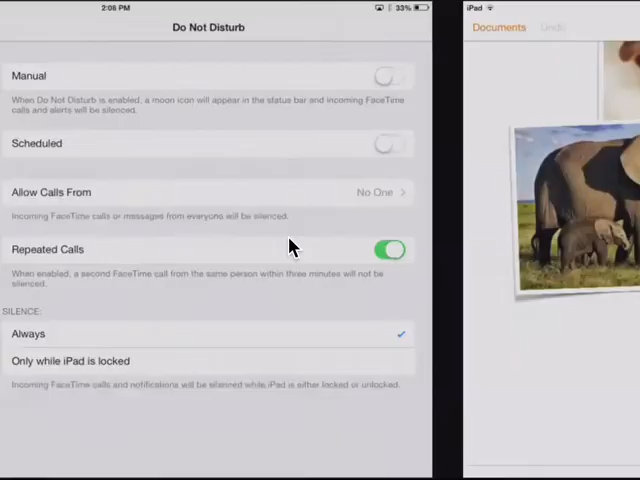 2:08 PM
33%
Do Not Disturb
Manual
When Do Not Disturb is enabled, a moon icon will appear in the status bar and incoming FaceTime
calls and alerts will be silenced.
Scheduled
Allow Calls From
No One
Incoming FaceTime calls or messages from everyone will be silenced.
Repeated Calls
When enabled, a second FaceTime call from the same person within three minutes will not be
silenced.
SILENCE:
Always
Only while iPad is locked
Incoming FaceTime calls and notifications will be silenced while iPad is either locked or unlocked.
iPad
Documents
Undo